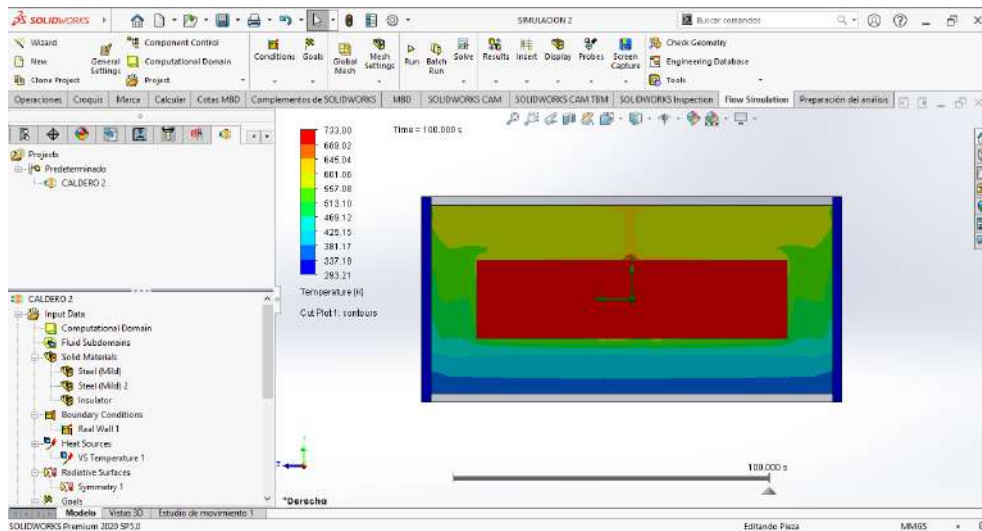 SOLIDWORKS
SIMULACION 2
Buscar comandos
Wizard
New
Clone Project
General Settings
Component Control
Computational Domain
Project
Conditions
Goals
Global Mesh
Mesh Settings
Run
Batch Run
Solve
Results
Insert
Display
Probes
Screen Capture
Check Geometry
Engineering Database
Tools
Operaciones
Croquis
Marca
Calcular
Cotas MBD
Complementos de SOLIDWORKS
MBD
SOLIDWORKS CAM
SOLIDWORKS CAM TBM
SOLIDWORKS Inspection
Flow Simulation
Preparación del análisis
Projects
Predeterminado
CALDERO 2
733.00
689.02
645.04
601.06
557.08
513.10
469.12
425.15
381.17
337.19
293.21
Temperature [K]
Cut Plot 1: contours
Time = 100.000 s
CALDERO 2
Input Data
Computational Domain
Fluid Subdomains
Solid Materials
Steel (Mild)
Steel (Mild) 2
Insulator
Boundary Conditions
Real Wall 1
Heat Sources
VS Temperature 1
Radiative Surfaces
Symmetry 1
Goals
100.000 s
*Derecha
Modelo
Vistas 3D
Estudio de movimiento 1
SOLIDWORKS Premium 2020 SP5.0
Editando Pieza
MMGS